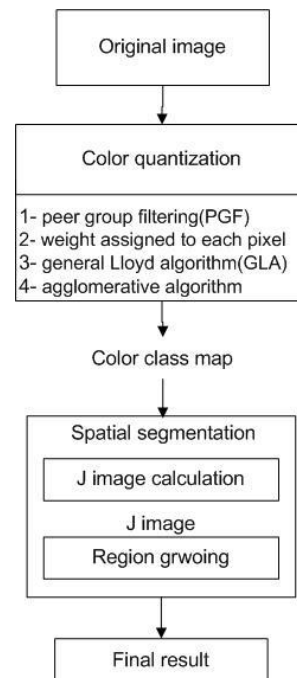 Original image
Color quantization
1- peer group filtering(PGF)
2- weight assigned to each pixel
3- general Lloyd algorithm(GLA)
4- agglomerative algorithm
Color class map
Spatial segmentation
J image calculation
J image
Region grwoing
Final result